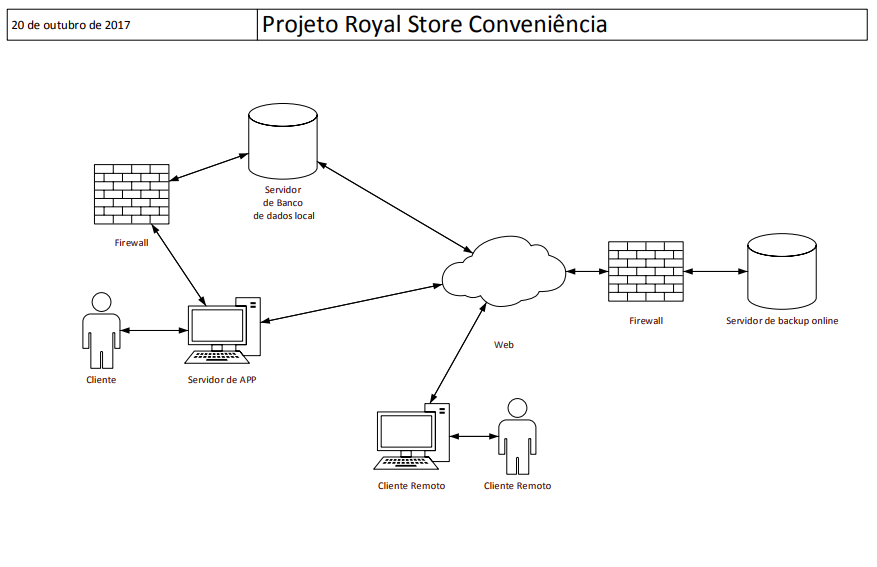 20 de outubro de 2017
Projeto Royal Store Conveniência
Servidor
de Banco
de dados local
Firewall
Cliente
Servidor de APP
Web
Firewall
Servidor de backup online
Cliente Remoto
Cliente Remoto